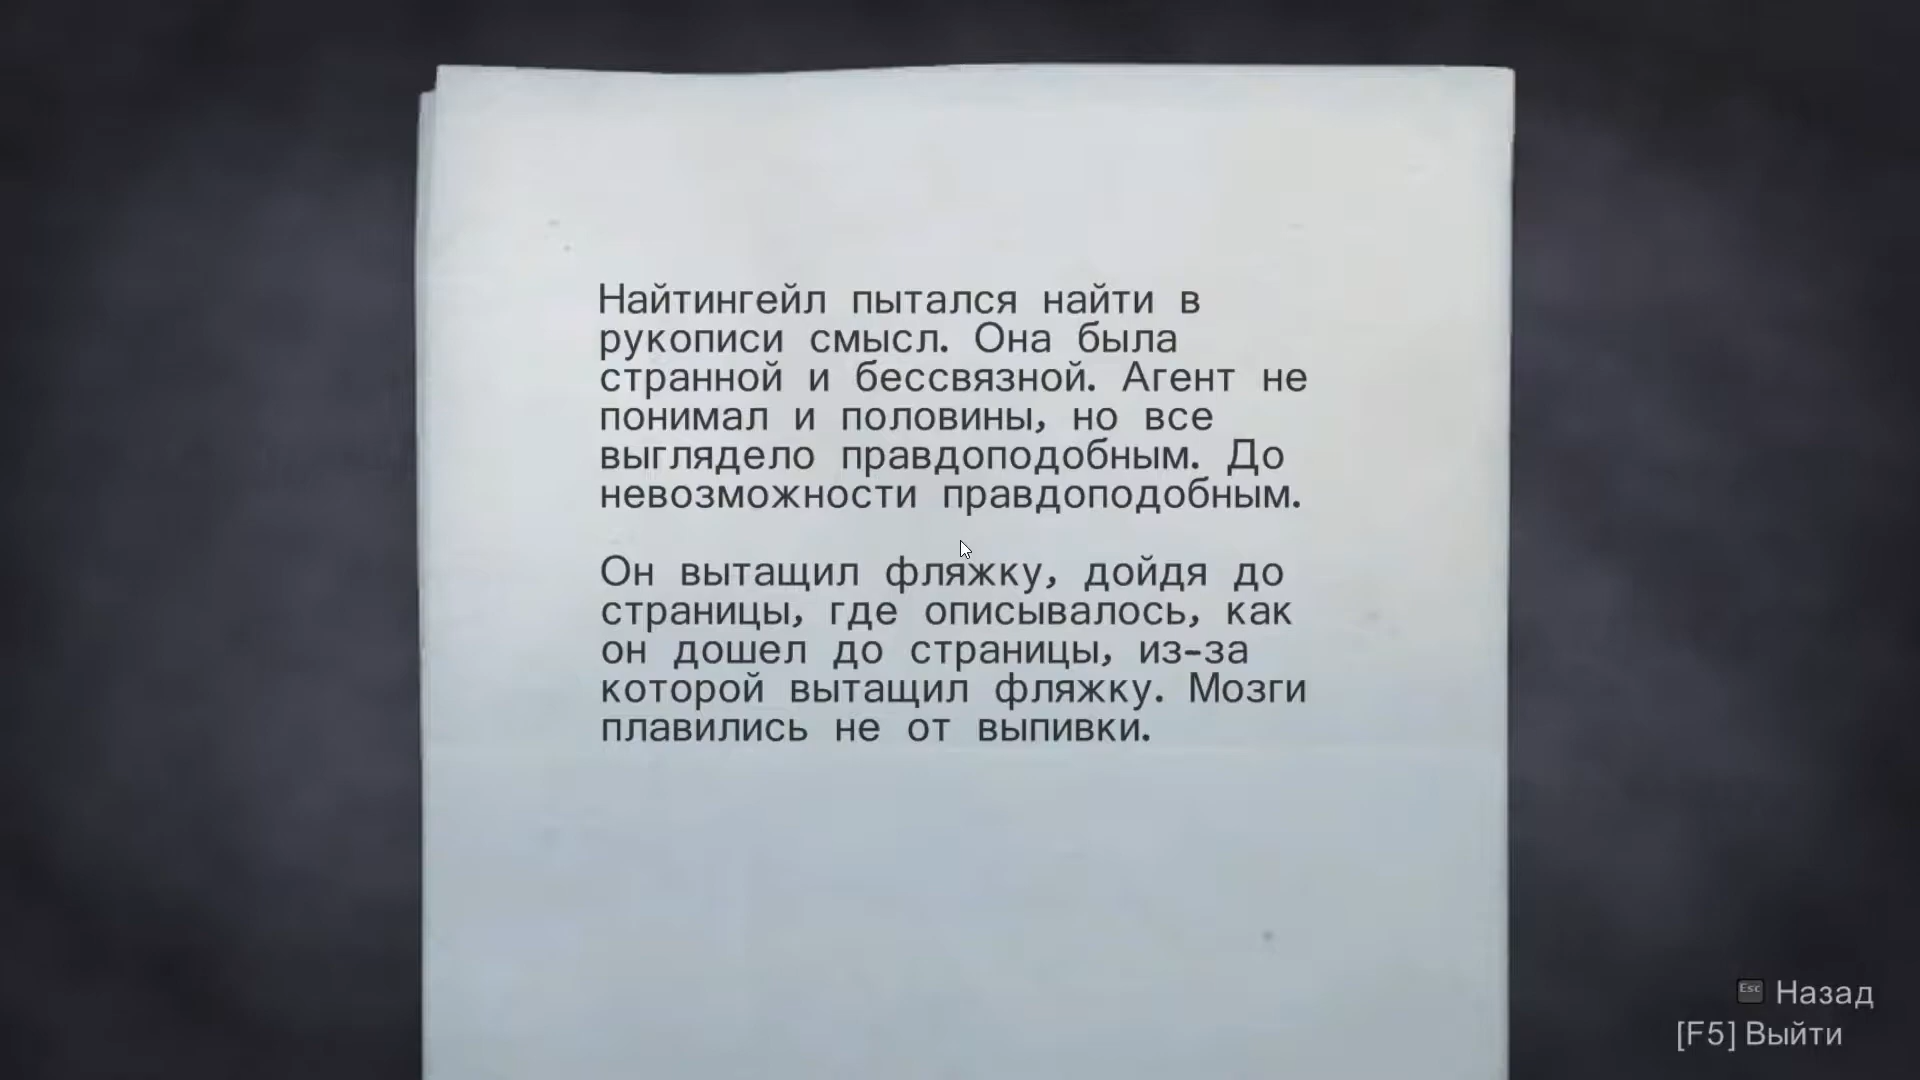 Найтингейл пытался найти в
рукописи смысл. Она была
странной и бессвязной. Агент не
понимал и половины, но все
выглядело правдоподобным. До
невозможности правдоподобным.
Он вытащил фляжку, дойдя до
страницы, где описывалось, как
он дошел до страницы, из-за
которой вытащил фляжку. Мозги
плавились не от выпивки.
Esc Назад
[F5] Выйти